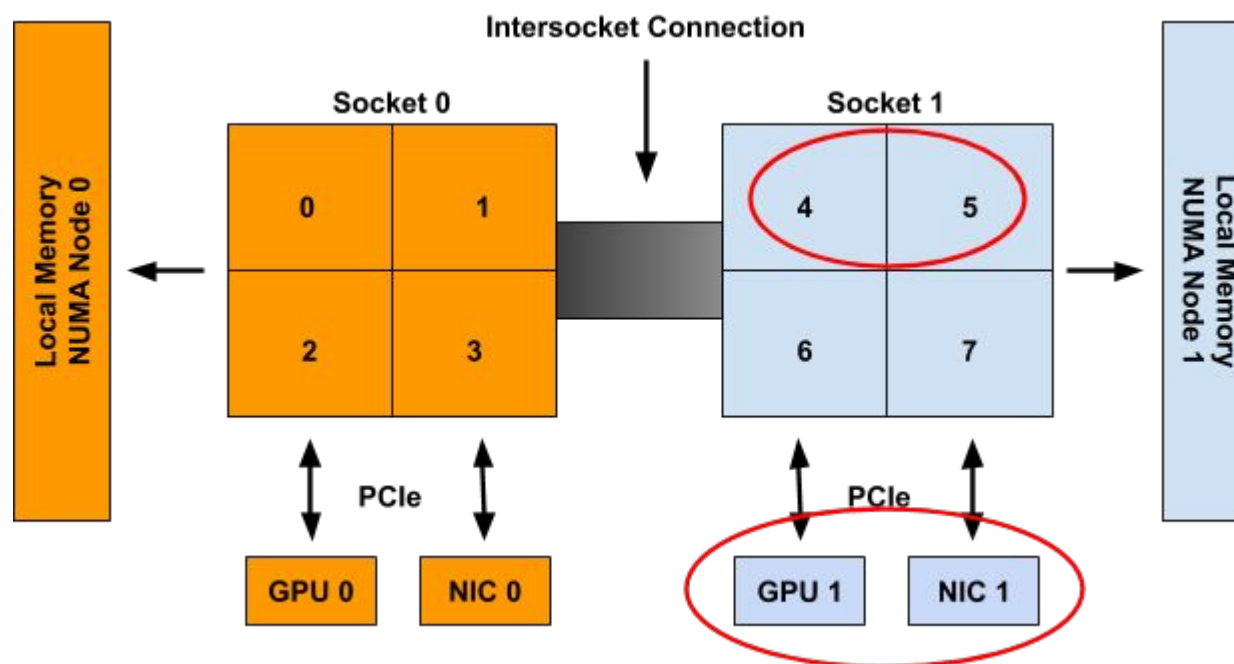 Intersocket Connection
Socket 0
Socket 1
Local Memory
NUMA Node 0
0
1
2
3
4
5
6
7
Local Memory
NUMA Node 1
PCIe
PCIe
GPU 0
NIC 0
GPU 1
NIC 1